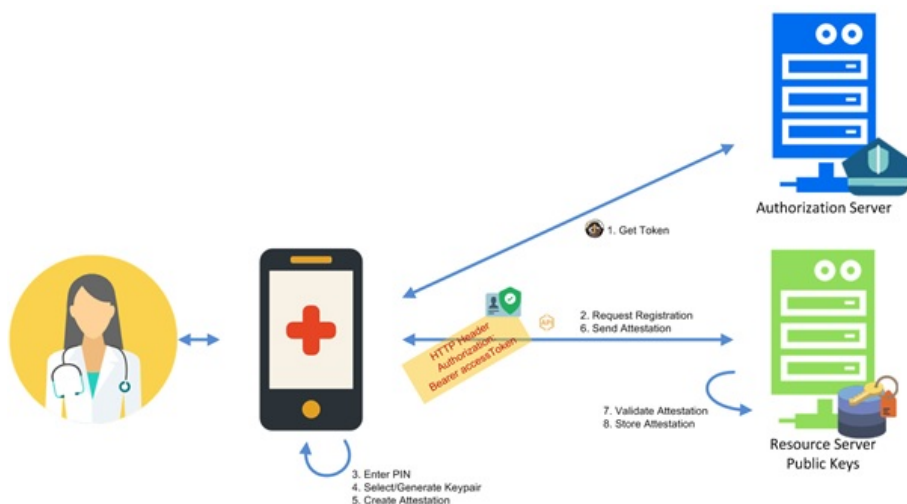 Authorization Server
1. Get Token
2. Request Registration
6. Send Attestation
API
HTTP Header
Authorization:
Bearer accessToken
7. Validate Attestation
8. Store Attestation
Resource Server
Public Keys
3. Enter PIN
4. Select/Generate Keypair
5. Create Attestation